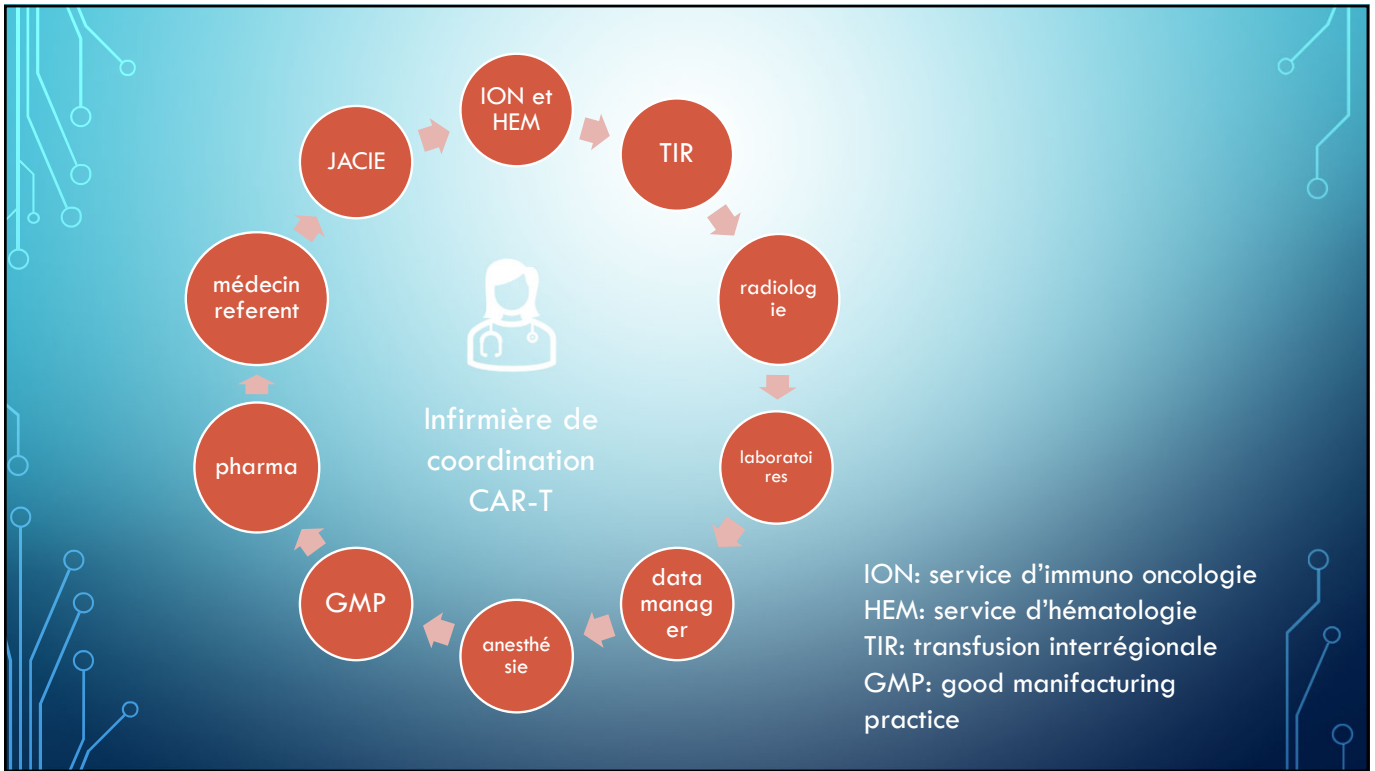 ION et
HEM
TIR
radiolog
ie
laboratoi
res
data
manag
er
anesthé
sie
GMP
pharma
médecin
referent
JACIE
Infirmière de
coordination
CAR-T
ION: service d'immuno oncologie
HEM: service d'hématologie
TIR: transfusion interrégionale
GMP: good manifacturing
practice